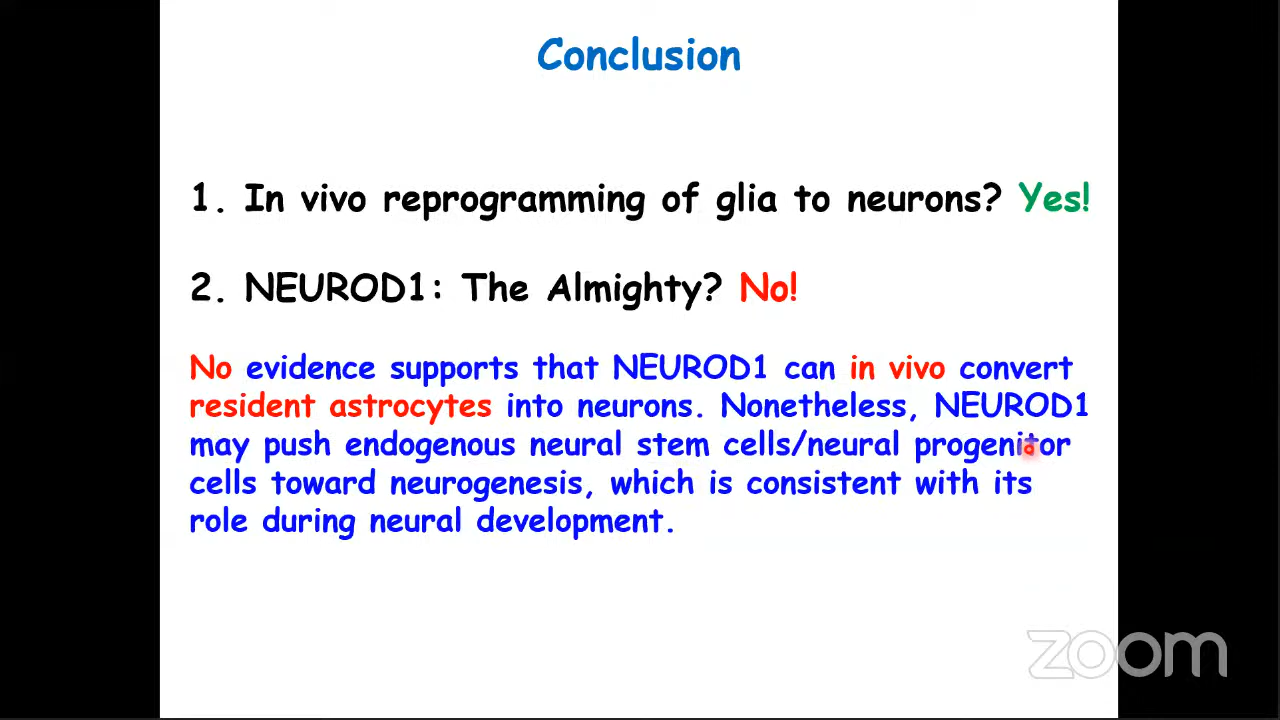 Conclusion
1. In vivo reprogramming of glia to neurons? Yes!
2. NEUROD1: The Almighty? No!
No evidence supports that NEUROD1 can in vivo convert
resident astrocytes into neurons. Nonetheless, NEUROD1
may push endogenous neural stem cells/neural progenitor
cells toward neurogenesis, which is consistent with its
role during neural development.
zoom